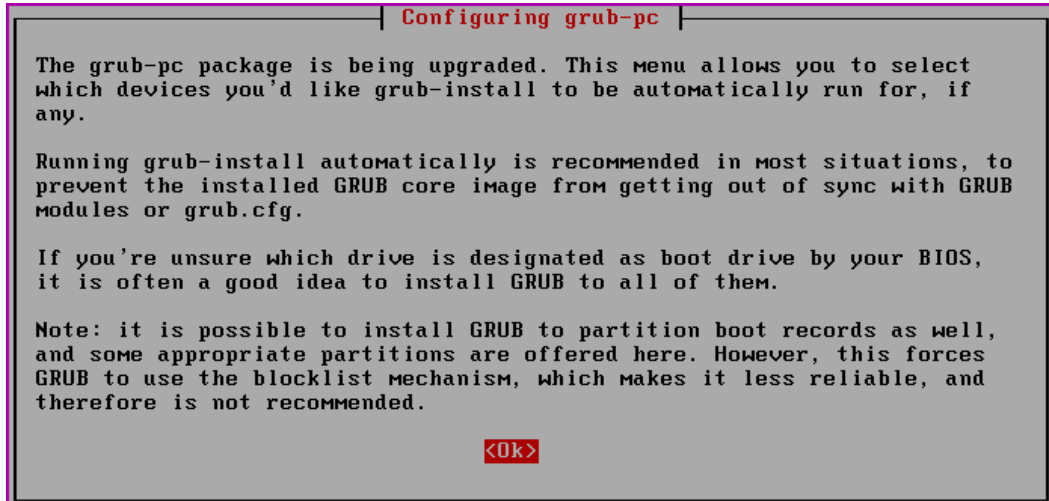 Configuring grub-pc
The grub-pc package is being upgraded. This menu allows you to select
which devices you'd like grub-install to be automatically run for, if
any.
Running grub-install automatically is recommended in most situations, to
prevent the installed GRUB core image from getting out of sync with GRUB
modules or grub.cfg.
If you're unsure which drive is designated as boot drive by your BIOS,
it is often a good idea to install GRUB to all of them.
Note: it is possible to install GRUB to partition boot records as well,
and some appropriate partitions are offered here. However, this forces
GRUB to use the blocklist mechanism, which makes it less reliable, and
therefore is not recommended.
<Ok>